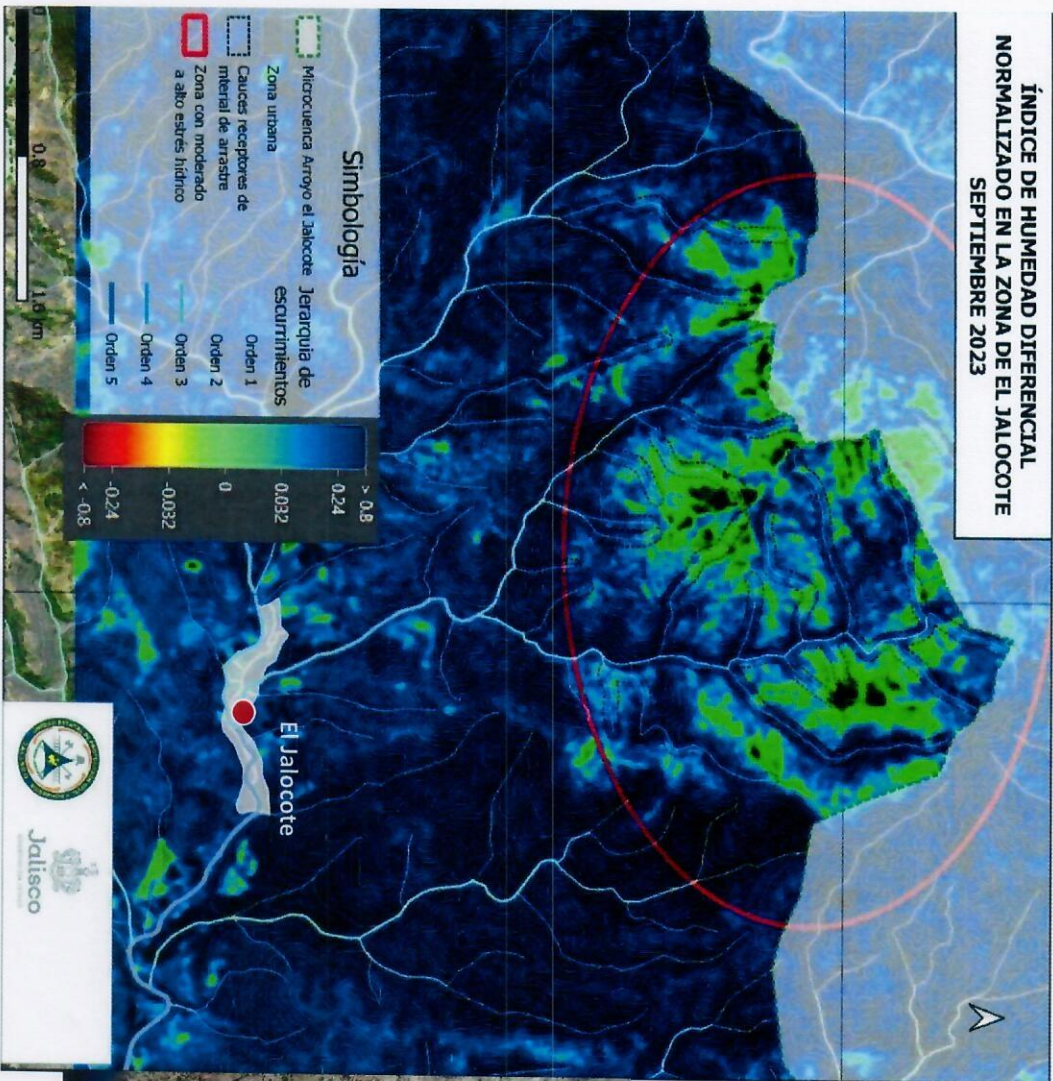 ÍNDICE DE HUMEDAD DIFERENCIAL
NORMALIZADO EN LA ZONA DE EL JALOCOTE
SEPTIEMBRE 2023
Simbología
Microcuenca Arroyo el Jalocote
Zona urbana
Cauces receptores de
mterial de arrastre
Zona con moderado
a alto estrés hídrico
Jerarquia de
escurrimientos
Orden 1
Orden 2
Orden 3
Orden 4
Orden 5
> 0.8
0.24
0.032
0
-0.032
-0.24
< -0.8
El Jalocote
0
0.8
1.6 km
Jalisco